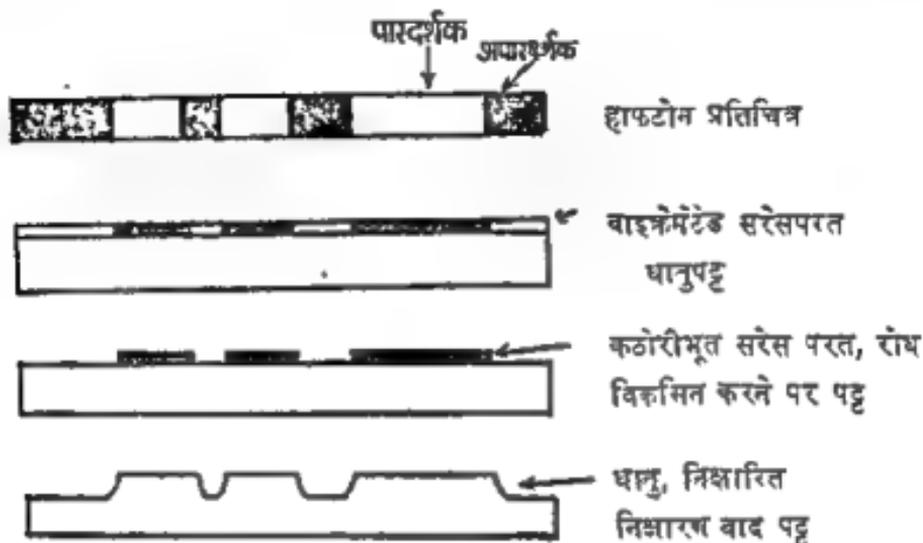 पारदर्शक
अपारदर्शक
हाफटोन प्रतिचित्र
वाइक्रोमेटेड सरेसपरत
धातुपट्ट
कठोरीभूत सरेस परत, रोध
विकसित करने पर पट्ट
धातु, निक्षारित
निक्षारण बाद पट्ट